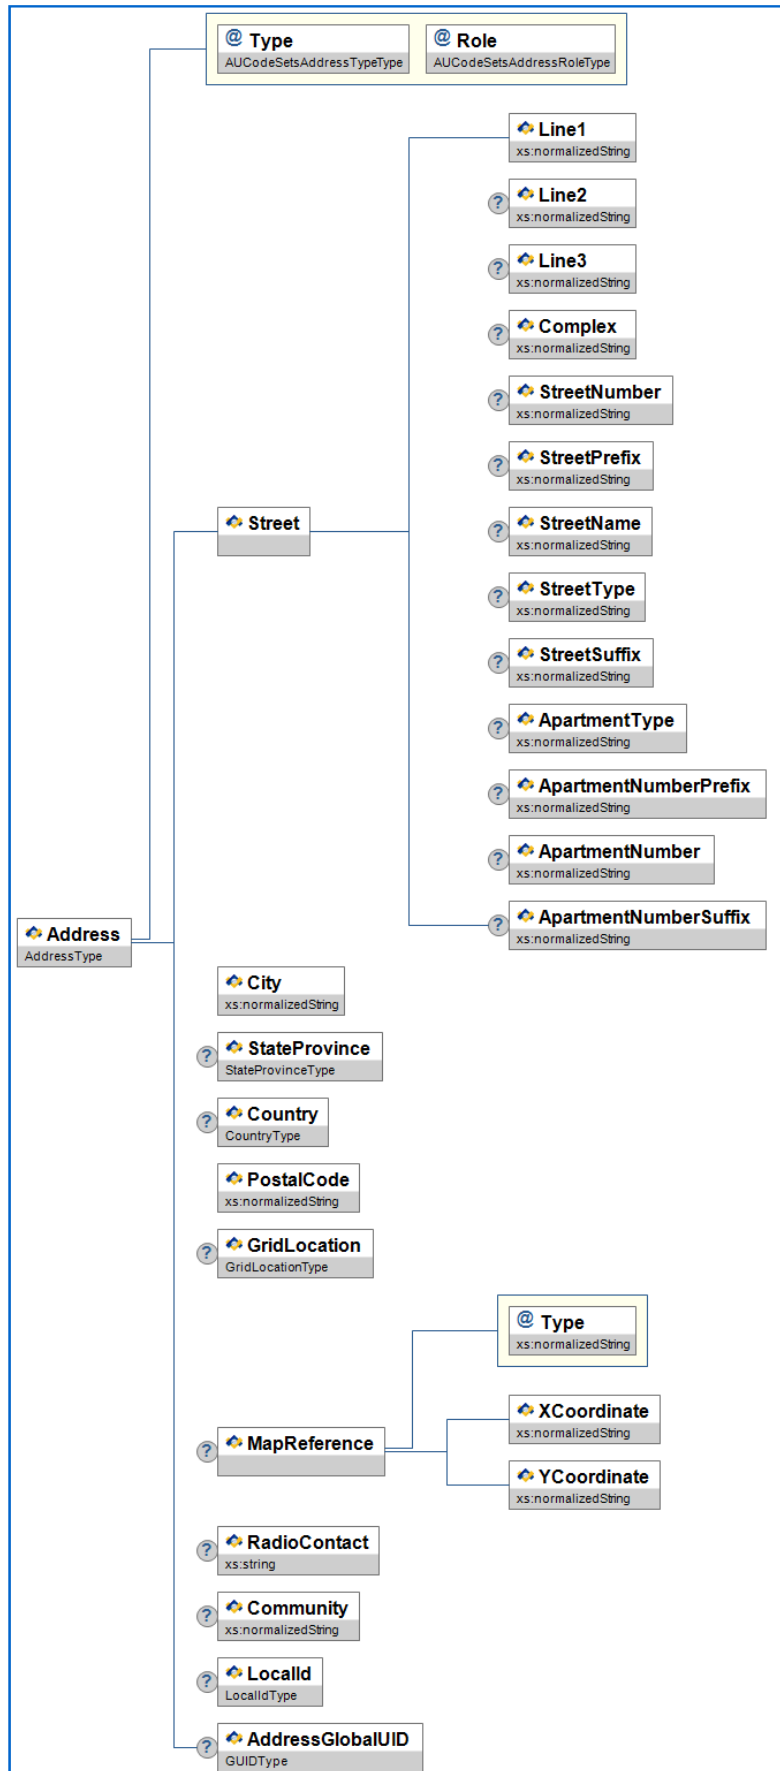 @ Type
AUCodeSetsAddressTypeType
@ Role
AUCodeSetsAddressRoleType
Line1
xs:normalizedString
? Line2
xs:normalizedString
? Line3
xs:normalizedString
? Complex
xs:normalizedString
? StreetNumber
xs:normalizedString
? StreetPrefix
xs:normalizedString
Street
? StreetName
xs:normalizedString
? StreetType
xs:normalizedString
? StreetSuffix
xs:normalizedString
? ApartmentType
xs:normalizedString
? ApartmentNumberPrefix
xs:normalizedString
? ApartmentNumber
xs:normalizedString
? ApartmentNumberSuffix
xs:normalizedString
Address
AddressType
City
xs:normalizedString
? StateProvince
StateProvinceType
? Country
CountryType
PostalCode
xs:normalizedString
? GridLocation
GridLocationType
@ Type
xs:normalizedString
? MapReference
XCoordinate
xs:normalizedString
YCoordinate
xs:normalizedString
? RadioContact
xs:string
? Community
xs:normalizedString
? LocalId
LocalIdType
? AddressGlobalUID
GUIDType